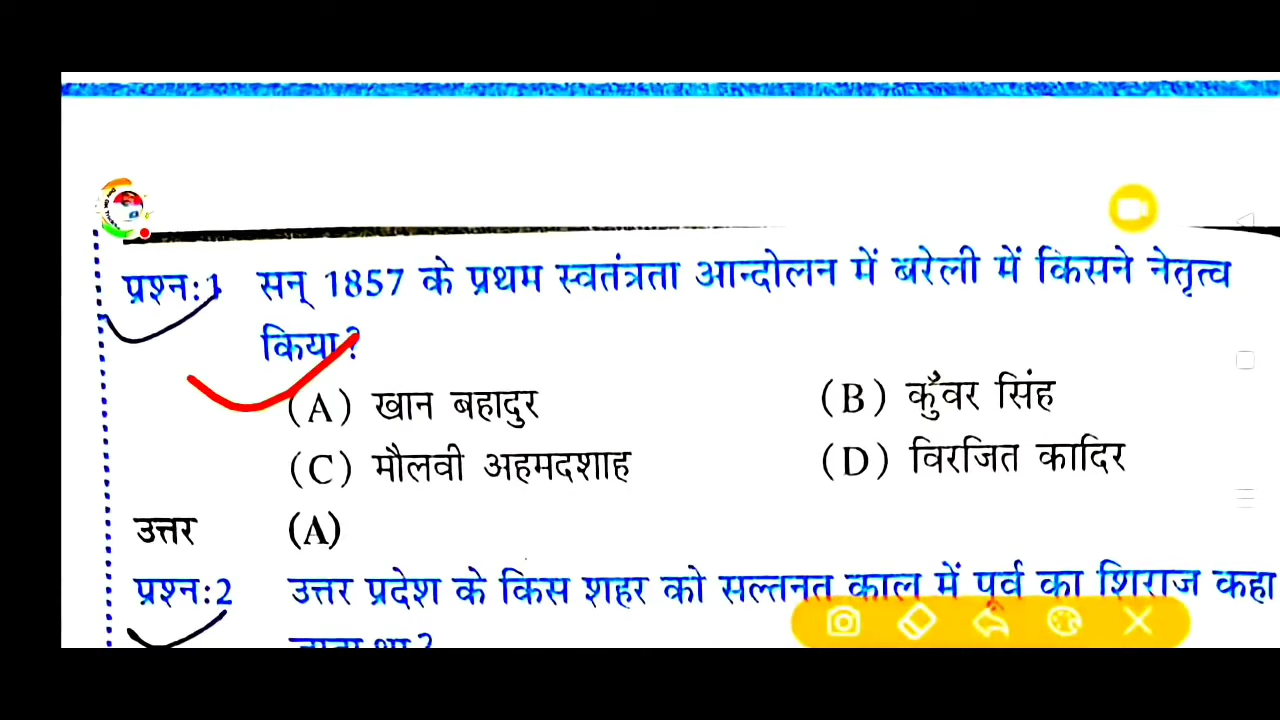 प्रश्न:1 सन् 1857 के प्रथम स्वतंत्रता आन्दोलन में बरेली में किसने नेतृत्व
किया?
(A) खान बहादुर (B) कुँवर सिंह
(C) मौलवी अहमदशाह (D) विरजित कादिर
उत्तर (A)
प्रश्न:2 उत्तर प्रदेश के किस शहर को सल्तनत काल में पूर्व का शिराज कहा